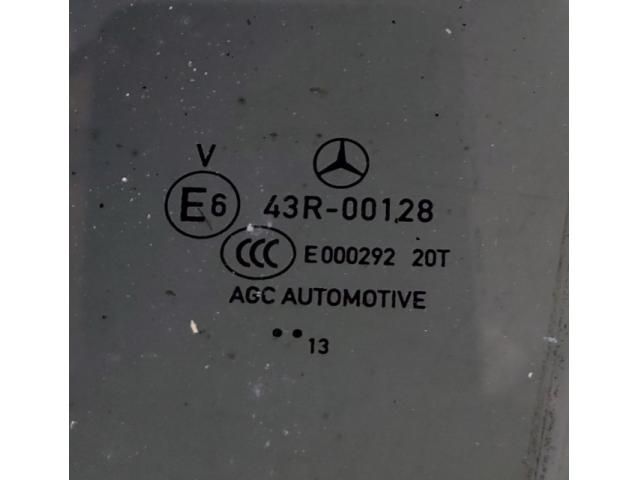 V
E6 43R-00128
CCC E000292 20T
AGC AUTOMOTIVE
•• 13